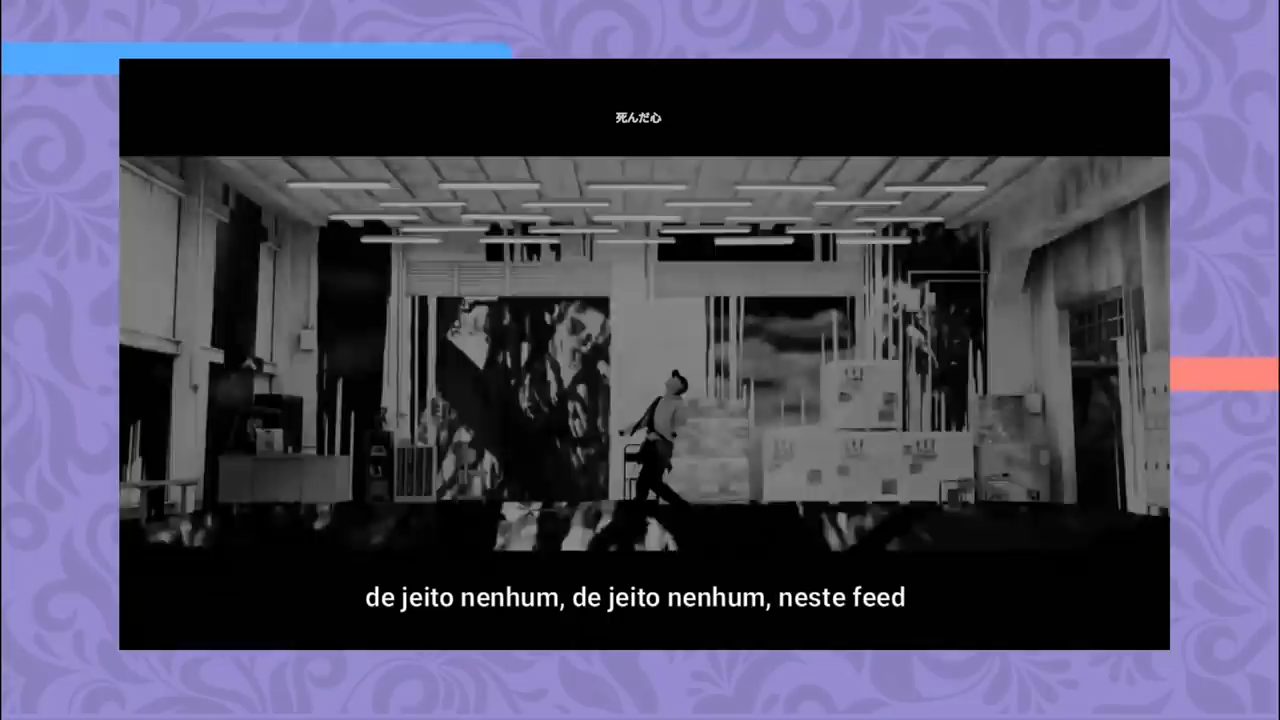 死んだ心
de jeito nenhum, de jeito nenhum, neste feed